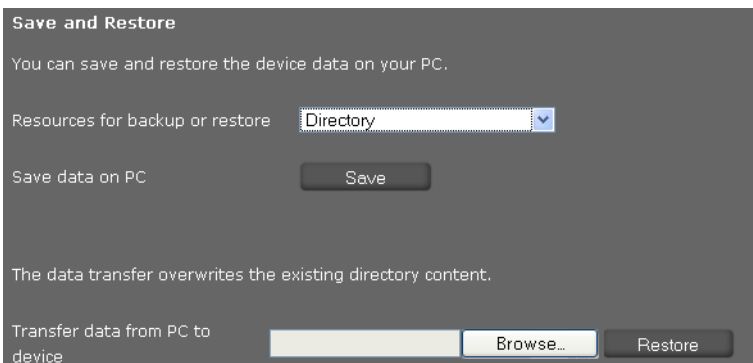 Save and Restore
You can save and restore the device data on your PC.
Resources for backup or restore Directory
Save data on PC Save
The data transfer overwrites the existing directory content.
Transfer data from PC to
device Browse... Restore